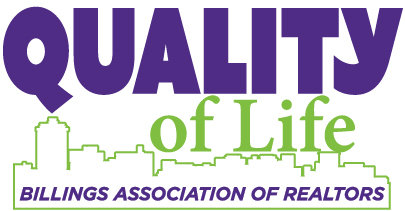 QUALITY
of Life
BILLINGS ASSOCIATION OF REALTORS